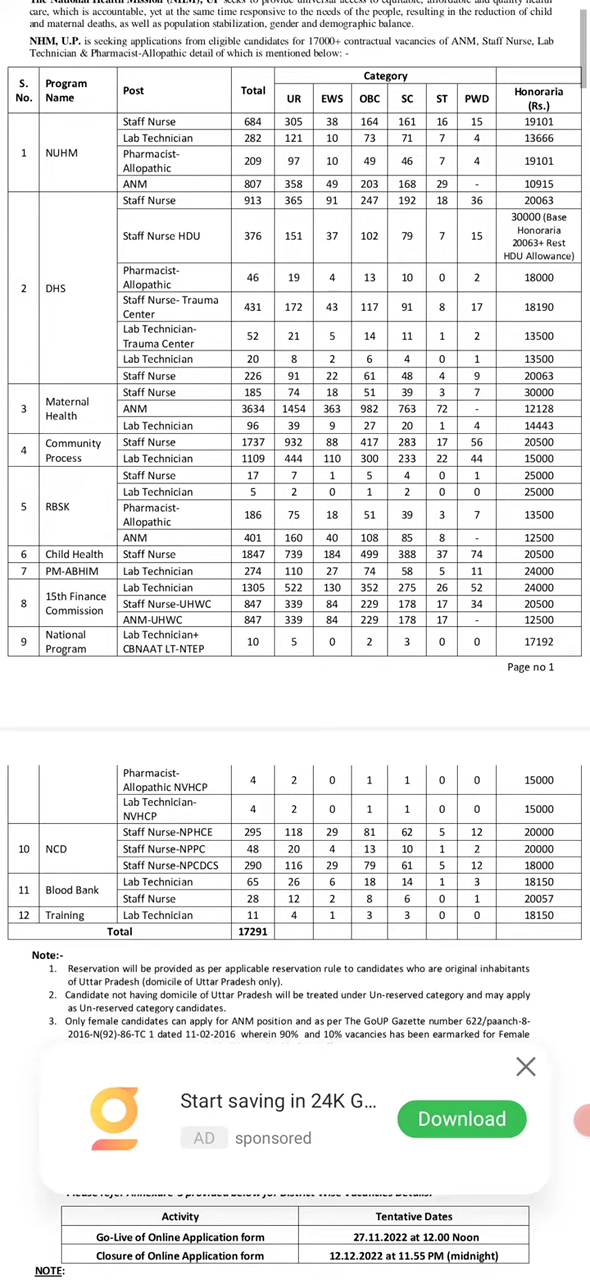 The National Health Mission (NHM), UP seeks to provide universal access to equitable, affordable and quality health
care, which is accountable, yet at the same time responsive to the needs of the people, resulting in the reduction of child
and maternal deaths, as well as population stabilization, gender and demographic balance.
NHM, U.P. is seeking applications from eligible candidates for 17000+ contractual vacancies of ANM, Staff Nurse, Lab
Technician & Pharmacist-Allopathic detail of which is mentioned below: -
S. No. Program Name Post Total Category Honoraria (Rs.)
UR EWS OBC SC ST PWD
1 NUHM Staff Nurse 684 305 38 164 161 16 15 19101
Lab Technician 282 121 10 73 71 7 4 13666
Pharmacist-Allopathic 209 97 10 49 46 7 4 19101
ANM 807 358 49 203 168 29 - 10915
2 DHS Staff Nurse 913 365 91 247 192 18 36 20063
Staff Nurse HDU 376 151 37 102 79 7 15 30000 (Base Honoraria 20063+ Rest HDU Allowance)
Pharmacist-Allopathic 46 19 4 13 10 0 2 18000
Staff Nurse- Trauma Center 431 172 43 117 91 8 17 18190
Lab Technician-Trauma Center 52 21 5 14 11 1 2 13500
Lab Technician 20 8 2 6 4 0 1 13500
Staff Nurse 226 91 22 61 48 4 9 20063
3 Maternal Health Staff Nurse 185 74 18 51 39 3 7 30000
ANM 3634 1454 363 982 763 72 - 12128
Lab Technician 96 39 9 27 20 1 4 14443
4 Community Process Staff Nurse 1737 932 88 417 283 17 56 20500
Lab Technician 1109 444 110 300 233 22 44 15000
5 RBSK Staff Nurse 17 7 1 5 4 0 1 25000
Lab Technician 5 2 0 1 2 0 0 25000
Pharmacist-Allopathic 186 75 18 51 39 3 7 13500
ANM 401 160 40 108 85 8 - 12500
6 Child Health Staff Nurse 1847 739 184 499 388 37 74 20500
7 PM-ABHIM Lab Technician 274 110 27 74 58 5 11 24000
8 15th Finance Commission Lab Technician 1305 522 130 352 275 26 52 24000
Staff Nurse-UHWC 847 339 84 229 178 17 34 20500
ANM-UHWC 847 339 84 229 178 17 - 12500
9 National Program Lab Technician+ CBNAAT LT-NTEP 10 5 0 2 3 0 0 17192
Page no 1
Pharmacist-Allopathic NVHCP 4 2 0 1 1 0 0 15000
Lab Technician-NVHCP 4 2 0 1 1 0 0 15000
10 NCD Staff Nurse-NPHCE 295 118 29 81 62 5 12 20000
Staff Nurse-NPPC 48 20 4 13 10 1 2 20000
Staff Nurse-NPCDCS 290 116 29 79 61 5 12 18000
11 Blood Bank Lab Technician 65 26 6 18 14 1 3 18150
Staff Nurse 28 12 2 8 6 0 1 20057
12 Training Lab Technician 11 4 1 3 3 0 0 18150
Total 17291
Note:-
1. Reservation will be provided as per applicable reservation rule to candidates who are original inhabitants
of Uttar Pradesh (domicile of Uttar Pradesh only).
2. Candidate not having domicile of Uttar Pradesh will be treated under Un-reserved category and may apply
as Un-reserved category candidates.
3. Only female candidates can apply for ANM position and as per The GoUP Gazette number 622/paanch-8-
2016-N(92)-86-TC 1 dated 11-02-2016 wherein 90% and 10% vacancies has been earmarked for Female
Start saving in 24K G...
AD sponsored
Download
Please refer Annexure-3 provided below for District Wise Vacancies Details.
Activity Tentative Dates
Go-Live of Online Application form 27.11.2022 at 12.00 Noon
Closure of Online Application form 12.12.2022 at 11.55 PM (midnight)
NOTE: